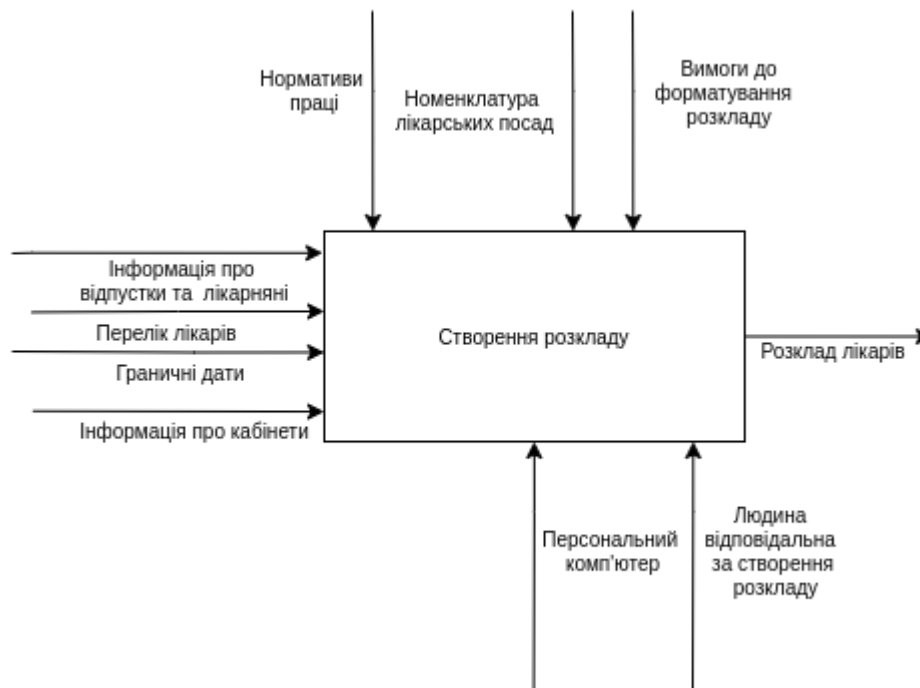 Нормативи
праці
Номенклатура
лікарських посад
Вимоги до
форматування
розкладу
Інформація про
відпустки та лікарняні
Перелік лікарів
Граничні дати
Інформація про кабінети
Створення розкладу
Розклад лікарів
Персональний
комп'ютер
Людина
відповідальна
за створення
розкладу